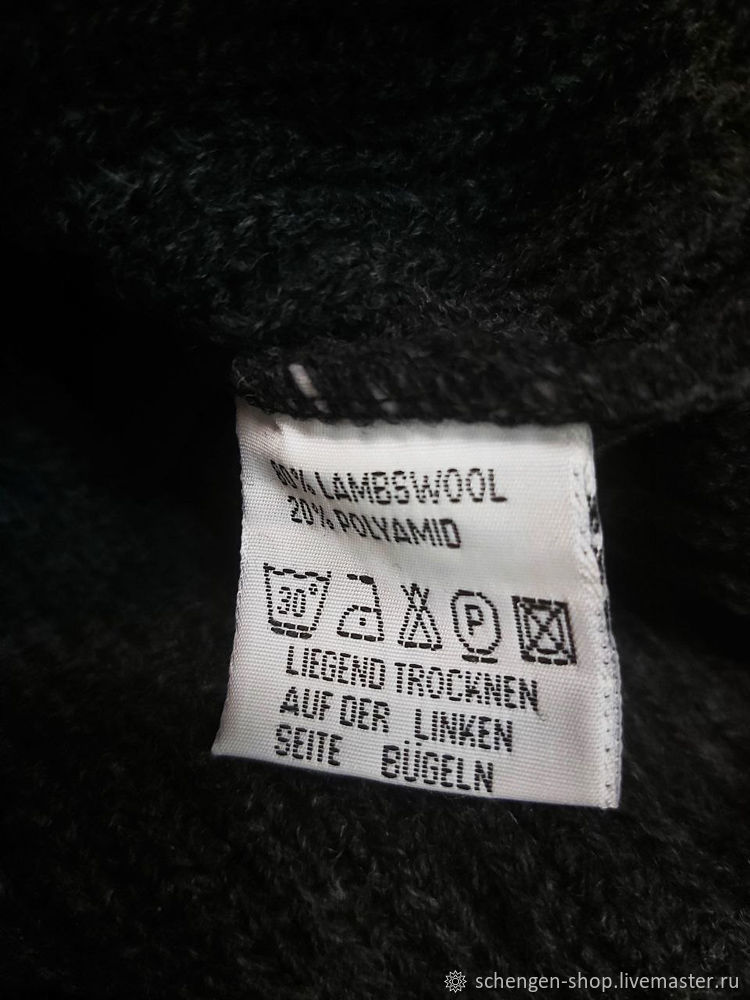 80% LAMBSWOOL
20% POLYAMID
30° P
LIEGEND TROCKNEN
AUF DER LINKEN
SEITE BÜGELN
schengen-shop.livemaster.ru